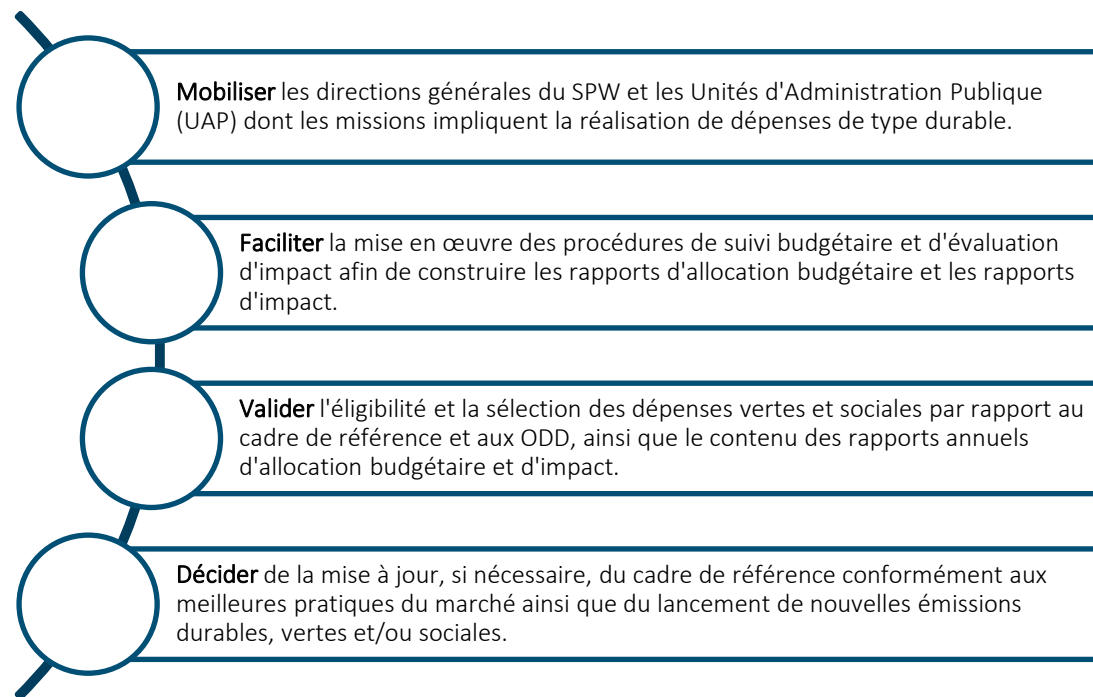 Mobiliser les directions générales du SPW et les Unités d'Administration Publique
(UAP) dont les missions impliquent la réalisation de dépenses de type durable.
Faciliter la mise en œuvre des procédures de suivi budgétaire et d'évaluation
d'impact afin de construire les rapports d'allocation budgétaire et les rapports
d'impact.
Valider l'éligibilité et la sélection des dépenses vertes et sociales par rapport au
cadre de référence et aux ODD, ainsi que le contenu des rapports annuels
d'allocation budgétaire et d'impact.
Décider de la mise à jour, si nécessaire, du cadre de référence conformément aux
meilleures pratiques du marché ainsi que du lancement de nouvelles émissions
durables, vertes et/ou sociales.